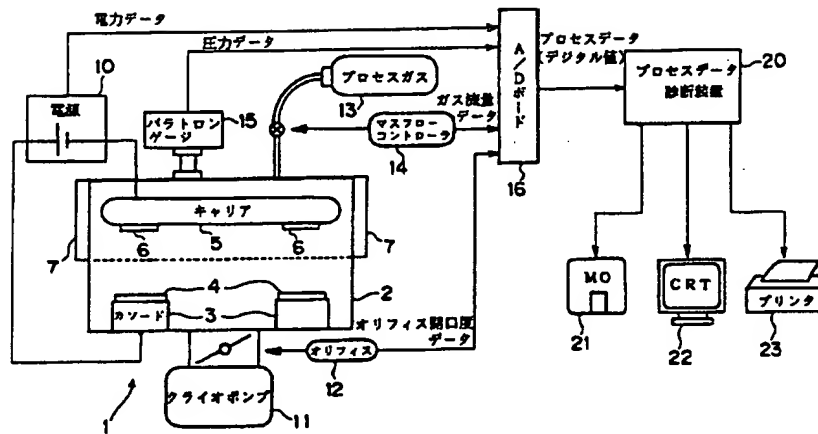 電力データ
圧力データ
10
電源
バラトロン
ゲージ
15
プロセスガス
13
ガス流量
データ
マスフロー
コントローラ
14
A/Dボード
16
プロセスデータ
(デジタル値)
プロセスデータ
診断装置
20
キャリア
6
5
6
7
7
4
カソード
3
2
オリフィス開口度
データ
オリフィス
12
クライオポンプ
11
1
MO
21
CRT
22
プリンタ
23